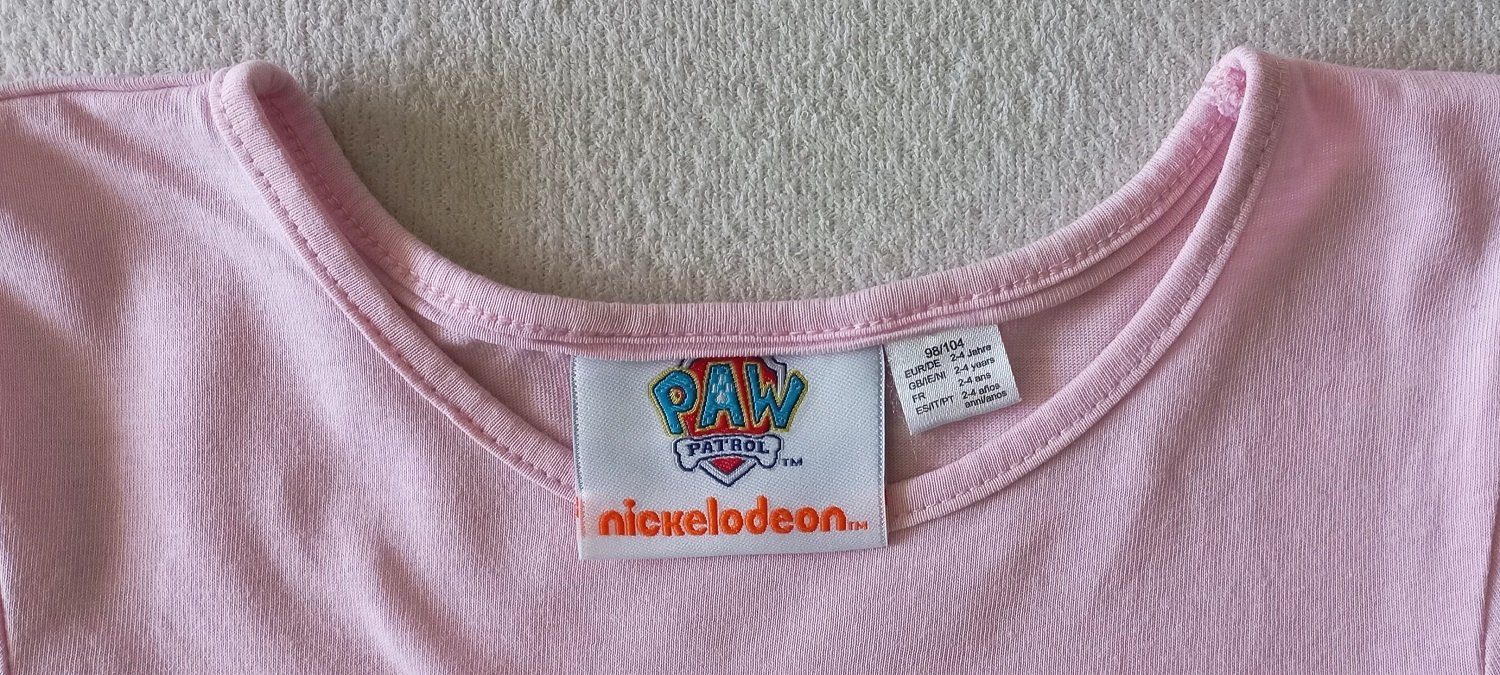 PAW
PATROL TM
nickelodeon TM
98/104
EUR/DE 2-4 Jahre
GB/IE/NI 2-4 years
FR 2-4 ans
ES/IT/PT 2-4 años
anni/anos